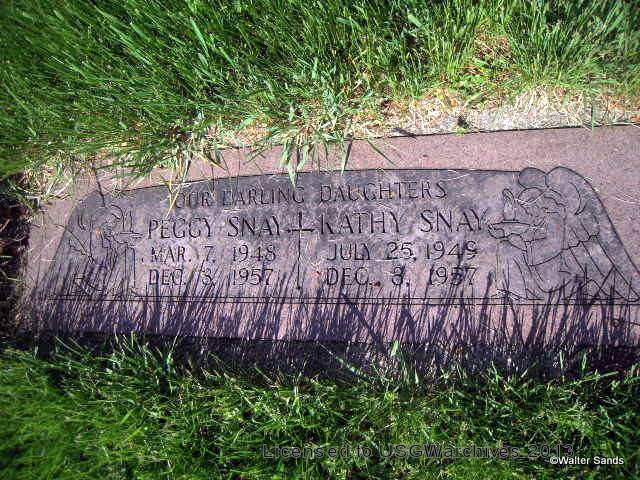 OUR DARLING DAUGHTERS
PEGGY SNAY KATHY SNAY
MAR. 7, 1948 JULY 25, 1949
DEC. 8, 1957 DEC. 8, 1957
Licensed to USGWarchives 2013
©Walter Sands